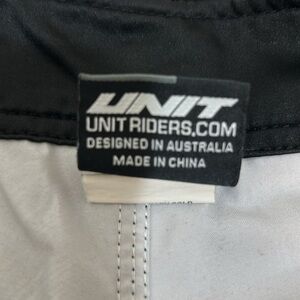 UNIT
UNITRIDERS.COM
DESIGNED IN AUSTRALIA
MADE IN CHINA